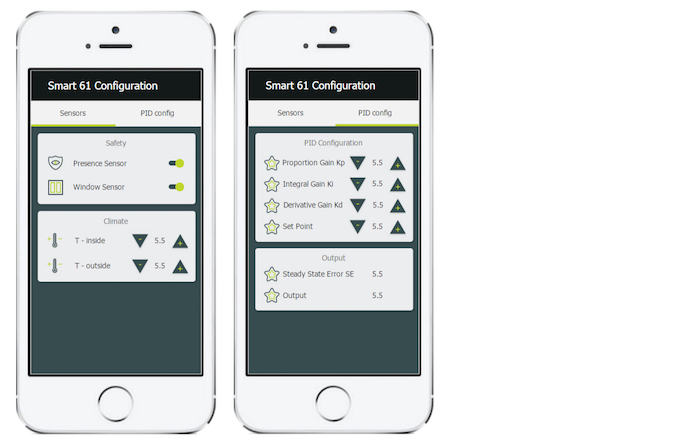 Smart 61 Configuration
Sensors PID config
Safety
Presence Sensor
Window Sensor
Climate
T - inside - 5.5 +
T - outside - 5.5 +
Smart 61 Configuration
Sensors PID config
PID Configuration
Proportion Gain Kp - 5.5 +
Integral Gain Ki - 5.5 +
Derivative Gain Kd - 5.5 +
Set Point - 5.5 +
Output
Steady State Error SE 5.5
Output 5.5